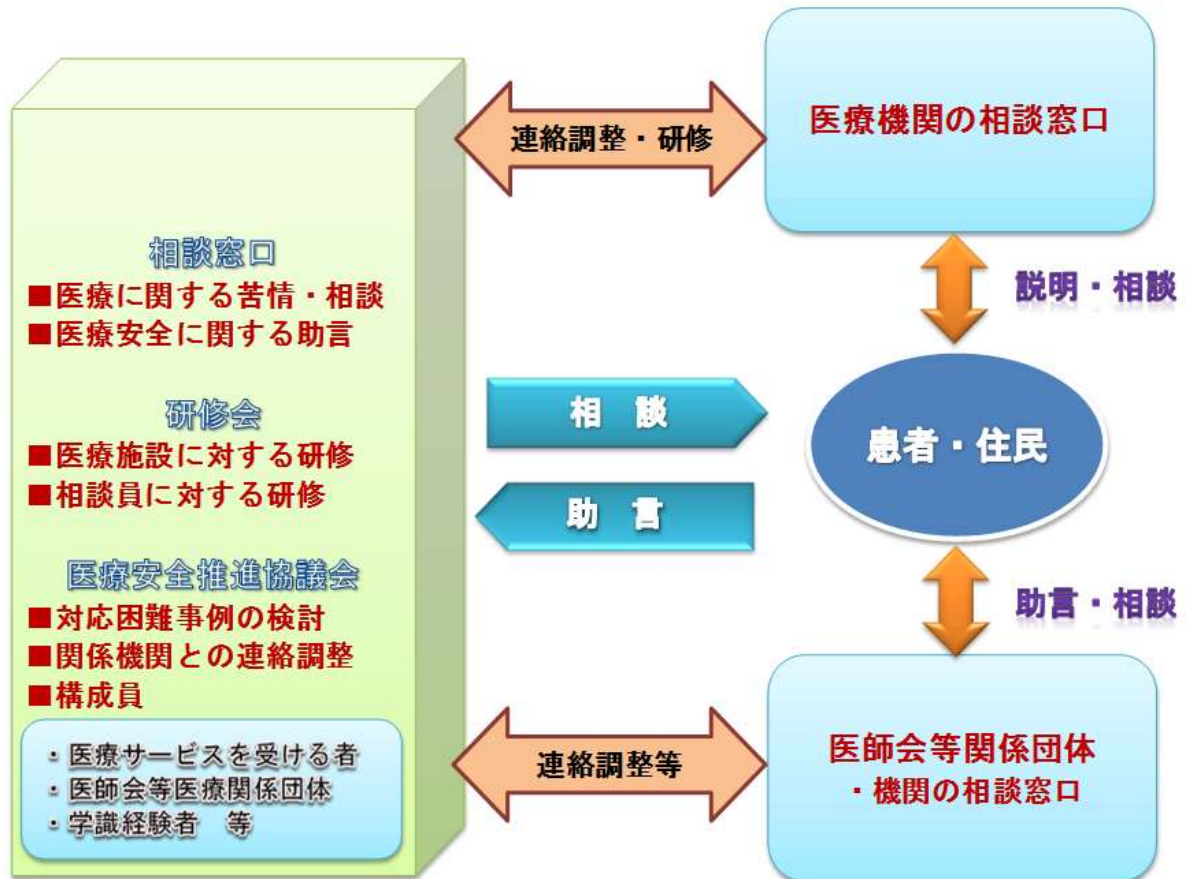 相談窓口
■医療に関する苦情・相談
■医療安全に関する助言
研修会
■医療施設に対する研修
■相談員に対する研修
医療安全推進協議会
■対応困難事例の検討
■関係機関との連絡調整
■構成員
・医療サービスを受ける者
・医師会等医療関係団体
・学識経験者　等
連絡調整・研修
医療機関の相談窓口
説明・相談
相　談
助　言
患者・住民
助言・相談
連絡調整等
医師会等関係団体
・機関の相談窓口